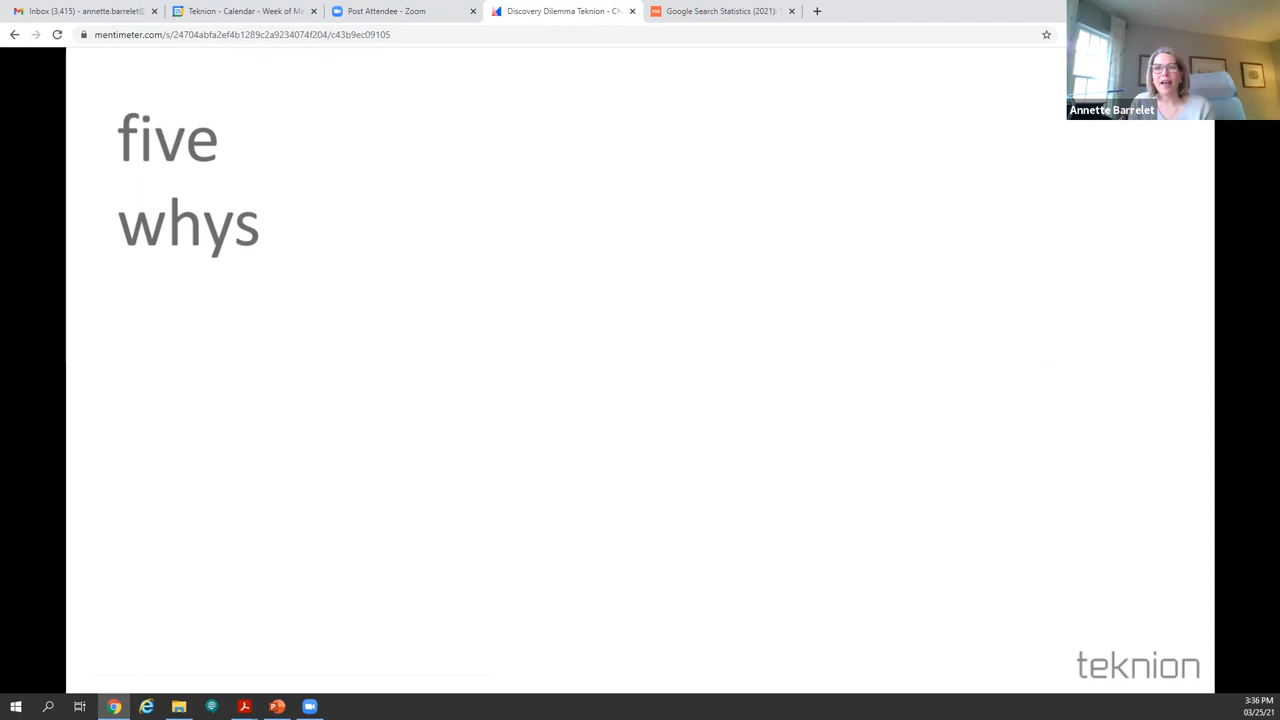 Inbox (3,415) - annette.barrelet@
Teknion - Calendar - Week of Ma
Post Attendee - Zoom
Discovery Dilemma Teknion - Ch
Google Search Statistics (2021):
mentimeter.com/s/24704abfa2ef4b1289c2a9234074f204/c43b9ec09105
Annette Barrelet
five
whys
teknion
3:36 PM
03/25/21